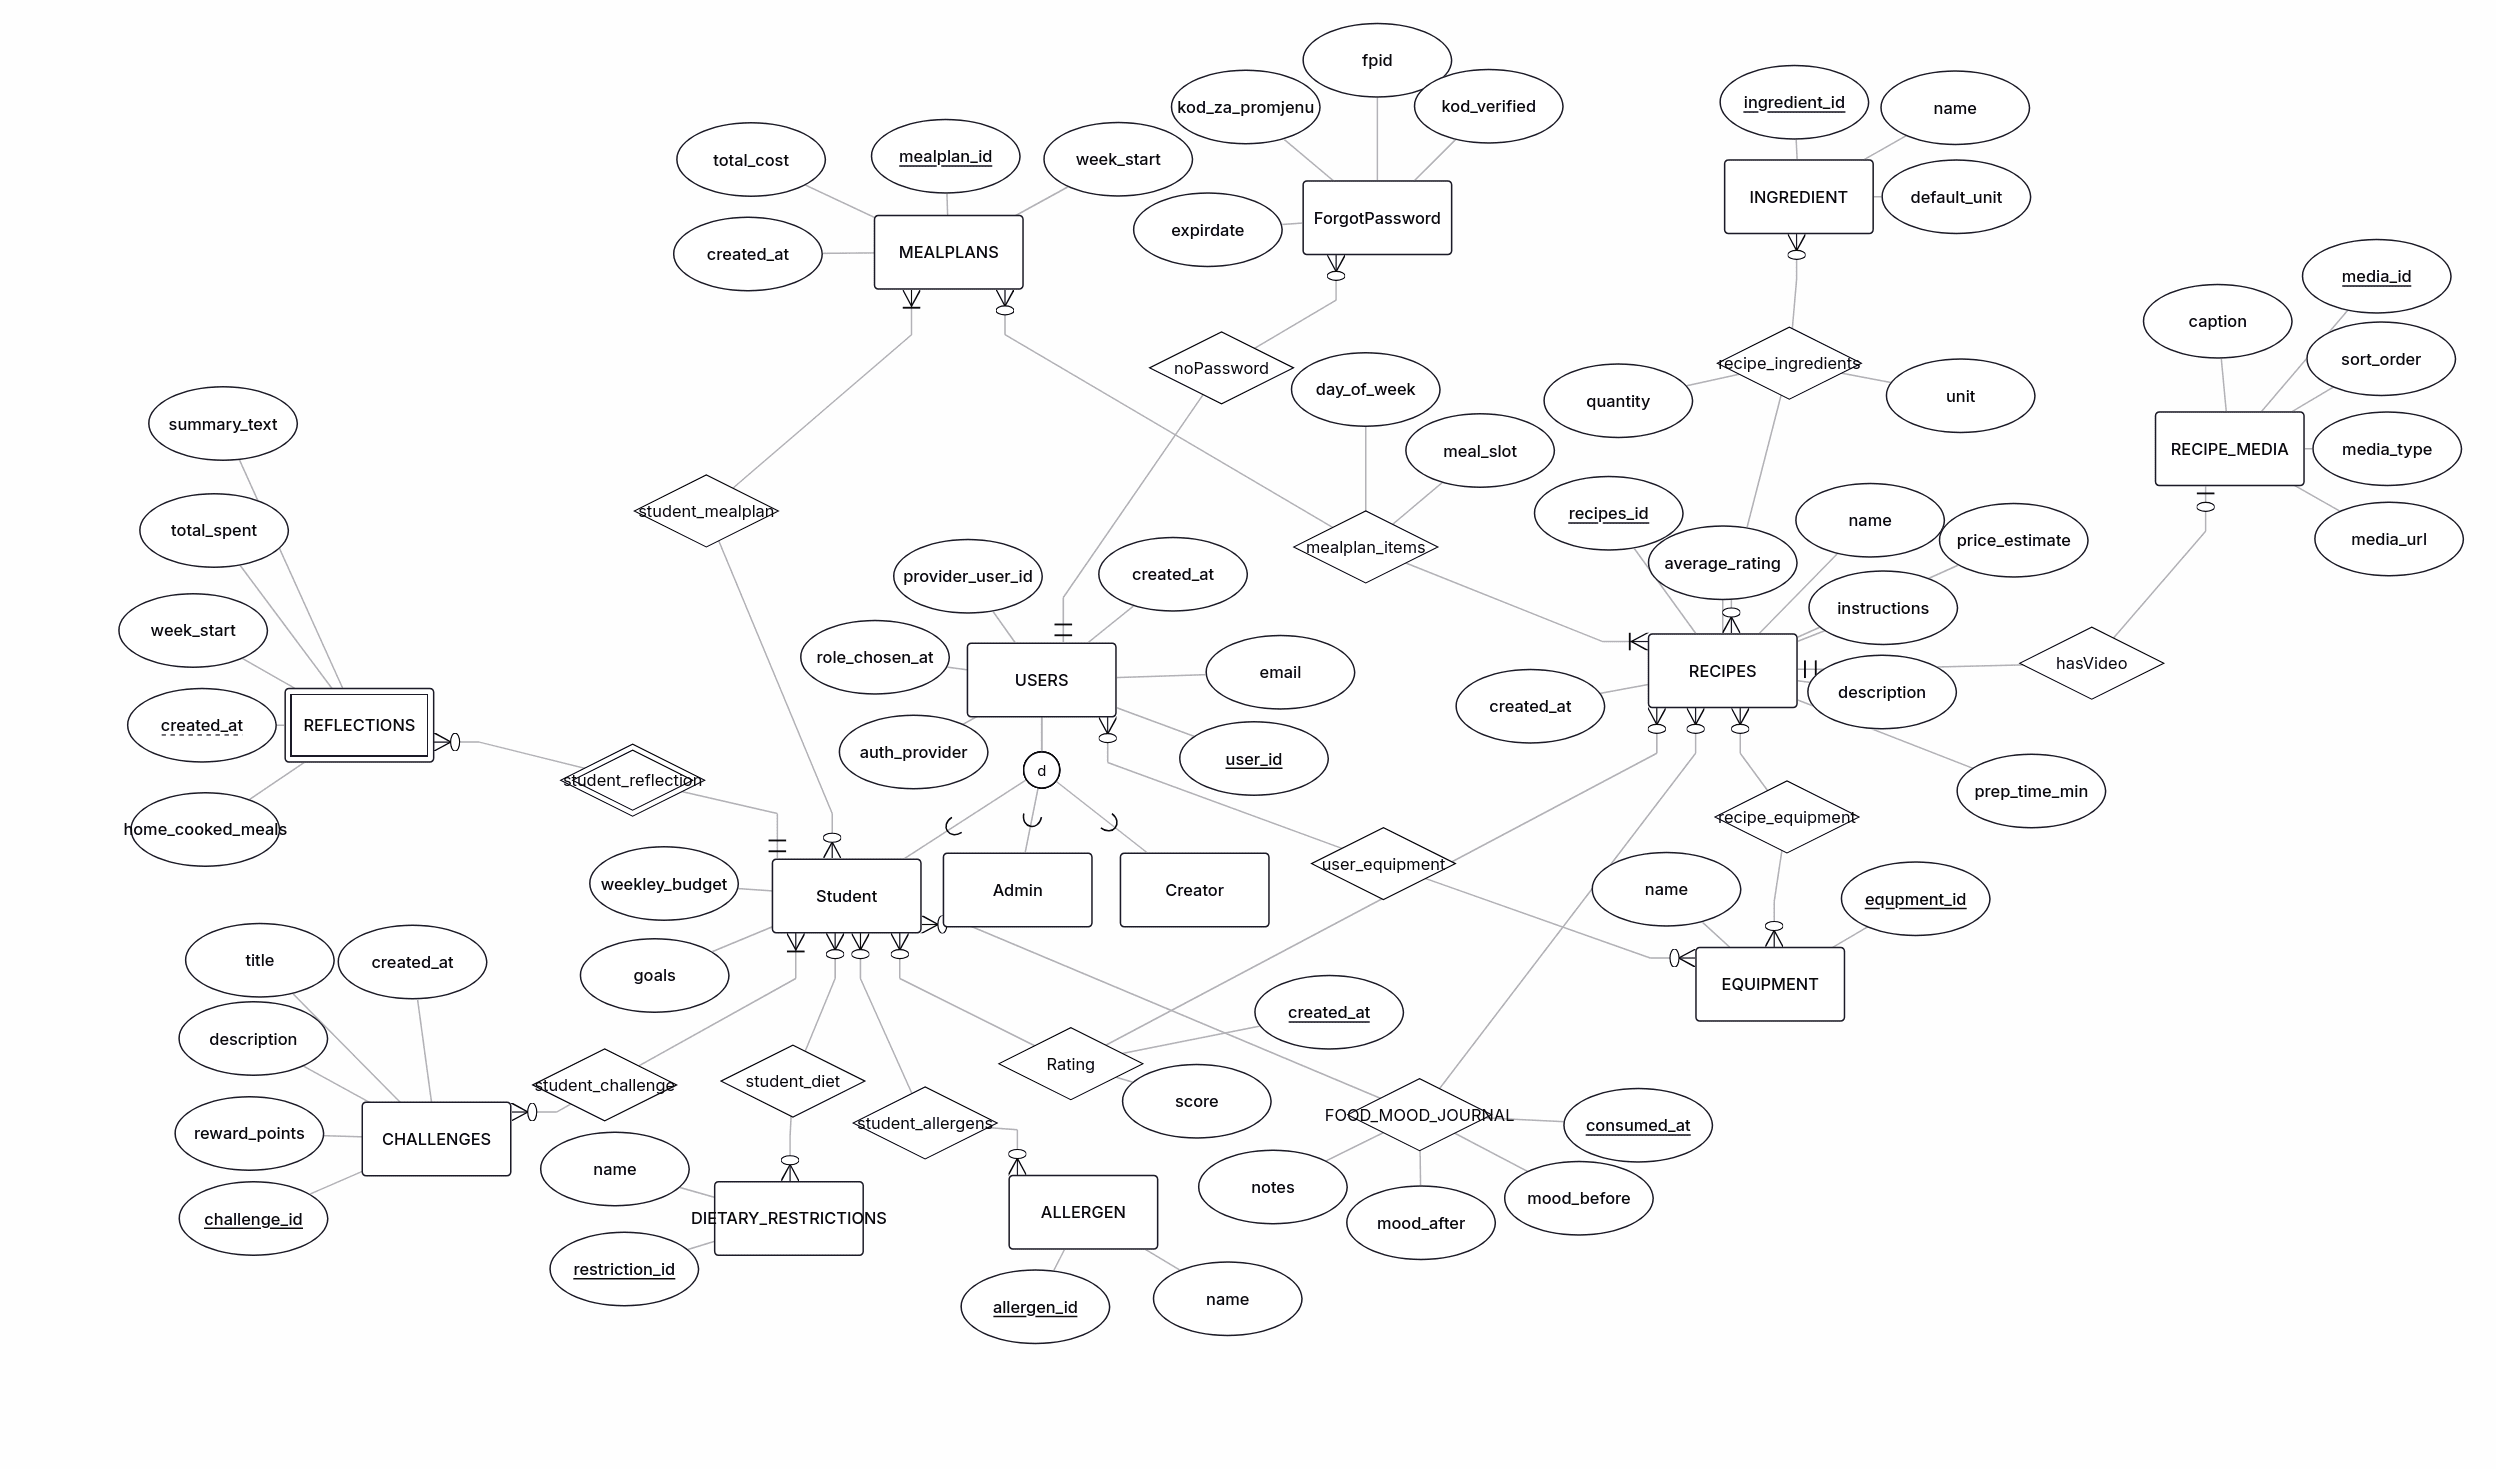 fpid
kod_za_promjenu
kod_verified
ingredient_id
name
total_cost
mealplan_id
week_start
INGREDIENT
default_unit
ForgotPassword
expirdate
MEALPLANS
created_at
media_id
caption
sort_order
noPassword
recipe_ingredients
day_of_week
quantity
unit
summary_text
meal_slot
RECIPE_MEDIA
media_type
student_mealplan
recipes_id
name
total_spent
price_estimate
media_url
mealplan_items
average_rating
provider_user_id
created_at
instructions
week_start
role_chosen_at
USERS
email
RECIPES
hasVideo
description
created_at
created_at
REFLECTIONS
auth_provider
user_id
d
student_reflection
prep_time_min
home_cooked_meals
recipe_equipment
user_equipment
weekley_budget
Student
Admin
Creator
name
equpment_id
title
created_at
goals
EQUIPMENT
created_at
description
Rating
student_challenge
student_diet
score
student_allergens
FOOD_MOOD_JOURNAL
consumed_at
reward_points
CHALLENGES
name
notes
mood_before
mood_after
challenge_id
DIETARY_RESTRICTIONS
ALLERGEN
restriction_id
allergen_id
name